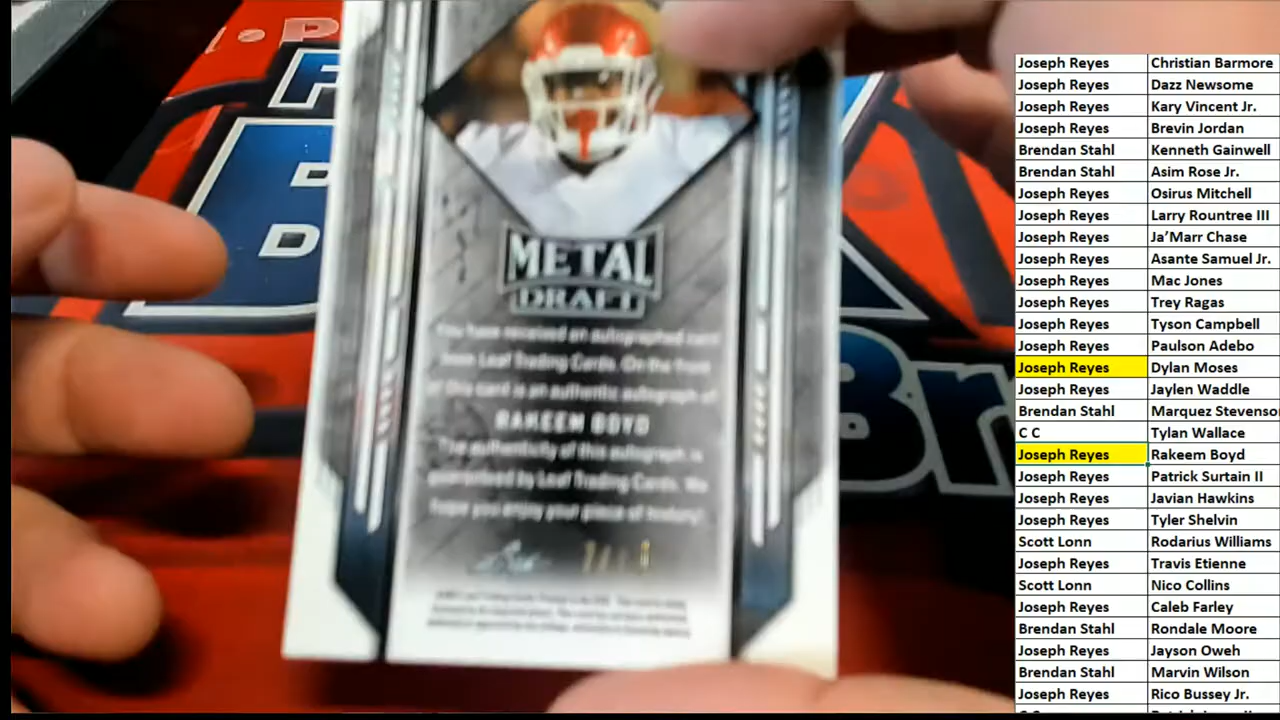 METAL
DRAFT
You have received an autographed card
from Leaf Trading Cards. On the front
of this card is an authentic autograph of
RAKEEM BOYD
The authenticity of this autograph is
guaranteed by Leaf Trading Cards. We
hope you enjoy your piece of history!
Leaf
Br
Joseph Reyes Christian Barmore
Joseph Reyes Dazz Newsome
Joseph Reyes Kary Vincent Jr.
Joseph Reyes Brevin Jordan
Brendan Stahl Kenneth Gainwell
Brendan Stahl Asim Rose Jr.
Joseph Reyes Osirus Mitchell
Joseph Reyes Larry Rountree III
Joseph Reyes Ja’Marr Chase
Joseph Reyes Asante Samuel Jr.
Joseph Reyes Mac Jones
Joseph Reyes Trey Ragas
Joseph Reyes Tyson Campbell
Joseph Reyes Paulson Adebo
Joseph Reyes Dylan Moses
Joseph Reyes Jaylen Waddle
Brendan Stahl Marquez Stevenso
C C Tylan Wallace
Joseph Reyes Rakeem Boyd
Joseph Reyes Patrick Surtain II
Joseph Reyes Javian Hawkins
Joseph Reyes Tyler Shelvin
Scott Lonn Rodarius Williams
Joseph Reyes Travis Etienne
Scott Lonn Nico Collins
Joseph Reyes Caleb Farley
Brendan Stahl Rondale Moore
Joseph Reyes Jayson Oweh
Brendan Stahl Marvin Wilson
Joseph Reyes Rico Bussey Jr.